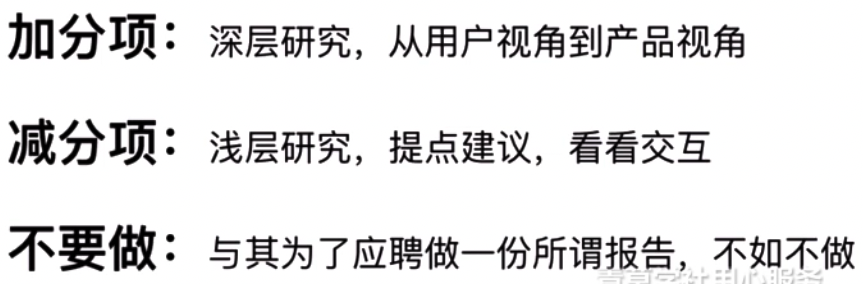 加分项：深层研究，从用户视角到产品视角
减分项：浅层研究，提点建议，看看交互
不要做：与其为了应聘做一份所谓报告，不如不做